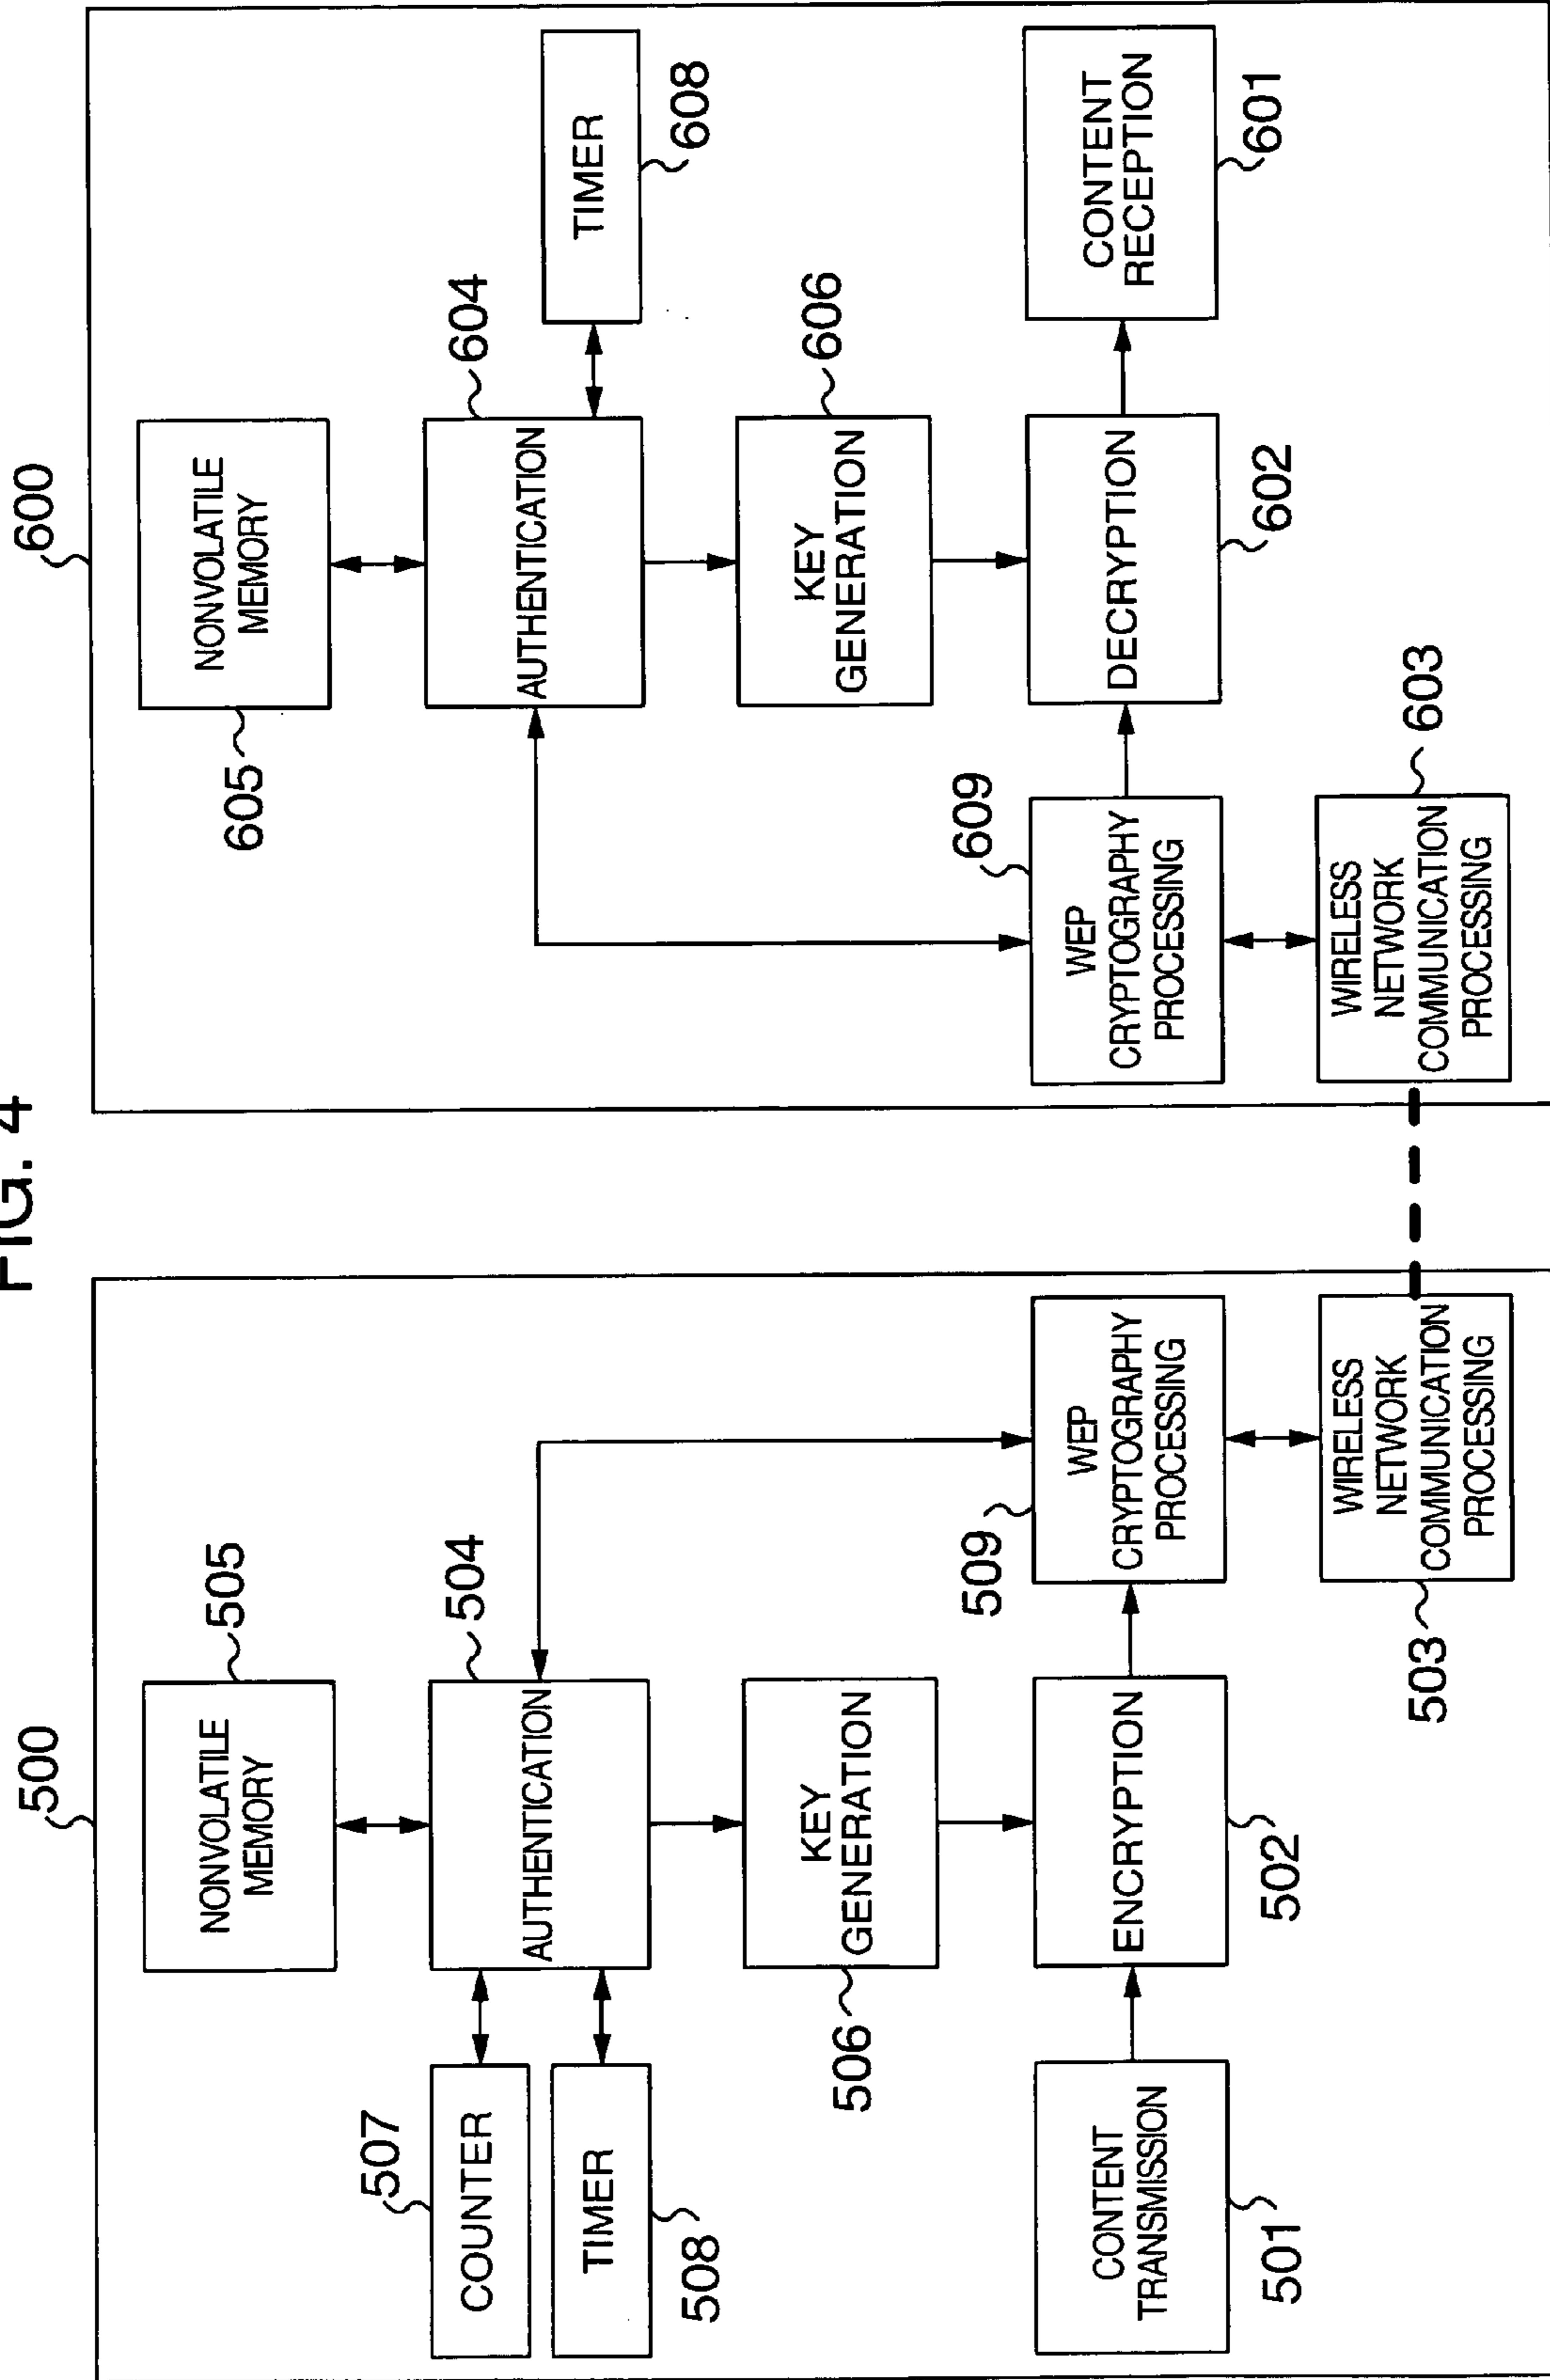 FIG. 4
500
NONVOLATILE
MEMORY
505
507
COUNTER
TIMER
508
AUTHENTICATION
504
KEY
GENERATION
506
CONTENT
TRANSMISSION
501
ENCRYPTION
502
509
WEP
CRYPTOGRAPHY
PROCESSING
WIRELESS
NETWORK
COMMUNICATION
PROCESSING
503
600
NONVOLATILE
MEMORY
605
AUTHENTICATION
604
TIMER
608
KEY
GENERATION
606
609
WEP
CRYPTOGRAPHY
PROCESSING
DECRYPTION
602
CONTENT
RECEPTION
601
WIRELESS
NETWORK
COMMUNICATION
PROCESSING
603